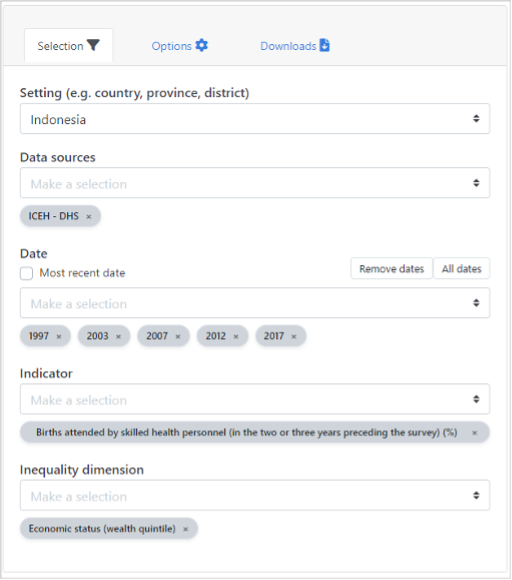 Selection Options Downloads
Setting (e.g. country, province, district)
Indonesia
Data sources
Make a selection
ICEH - DHS ×
Date
Most recent date Remove dates All dates
Make a selection
1997 × 2003 × 2007 × 2012 × 2017 ×
Indicator
Make a selection
Births attended by skilled health personnel (in the two or three years preceding the survey) (%) ×
Inequality dimension
Make a selection
Economic status (wealth quintile) ×